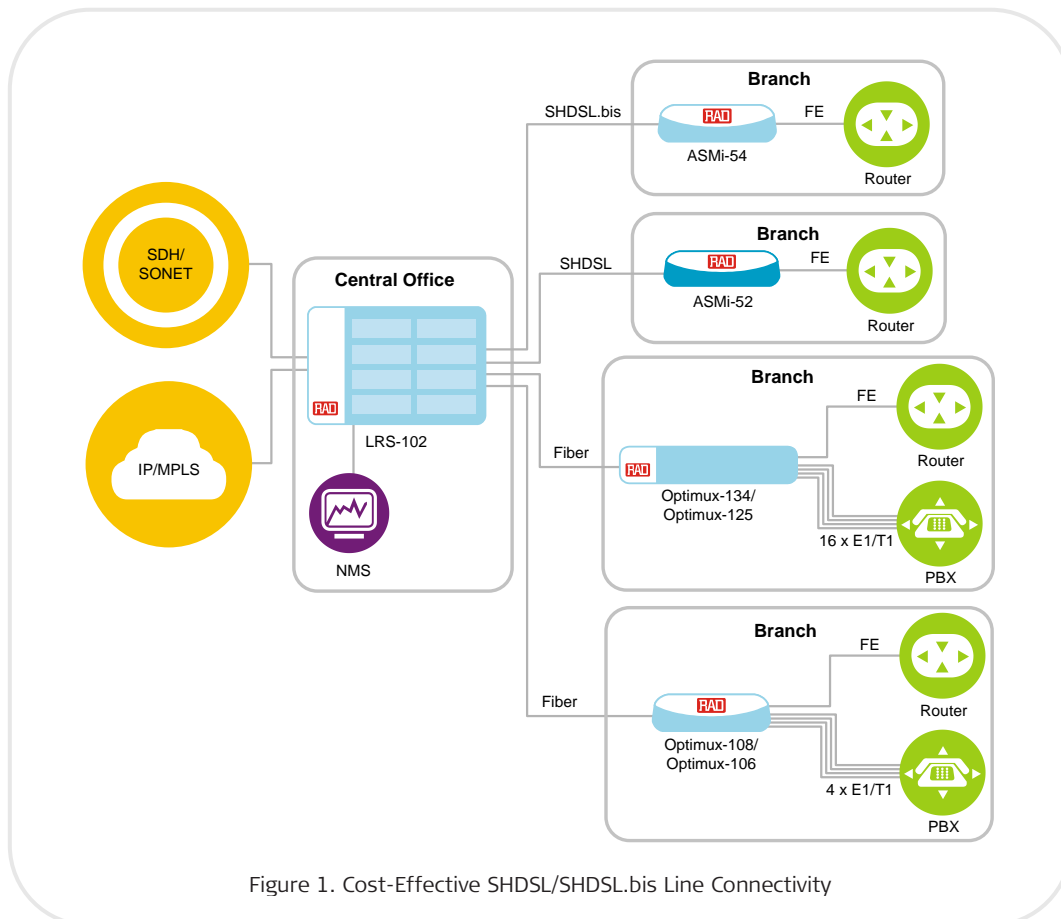 Branch
SHDSL.bis
RAD
FE
ASMi-54
Router
Branch
SHDSL
RAD
FE
ASMi-52
Router
SDH/
SONET
IP/MPLS
Central Office
RAD
LRS-102
NMS
Branch
FE
Router
Fiber
RAD
Optimux-134/
Optimux-125
16 x E1/T1
PBX
Branch
FE
Router
Fiber
RAD
Optimux-108/
Optimux-106
4 x E1/T1
PBX
Figure 1. Cost-Effective SHDSL/SHDSL.bis Line Connectivity